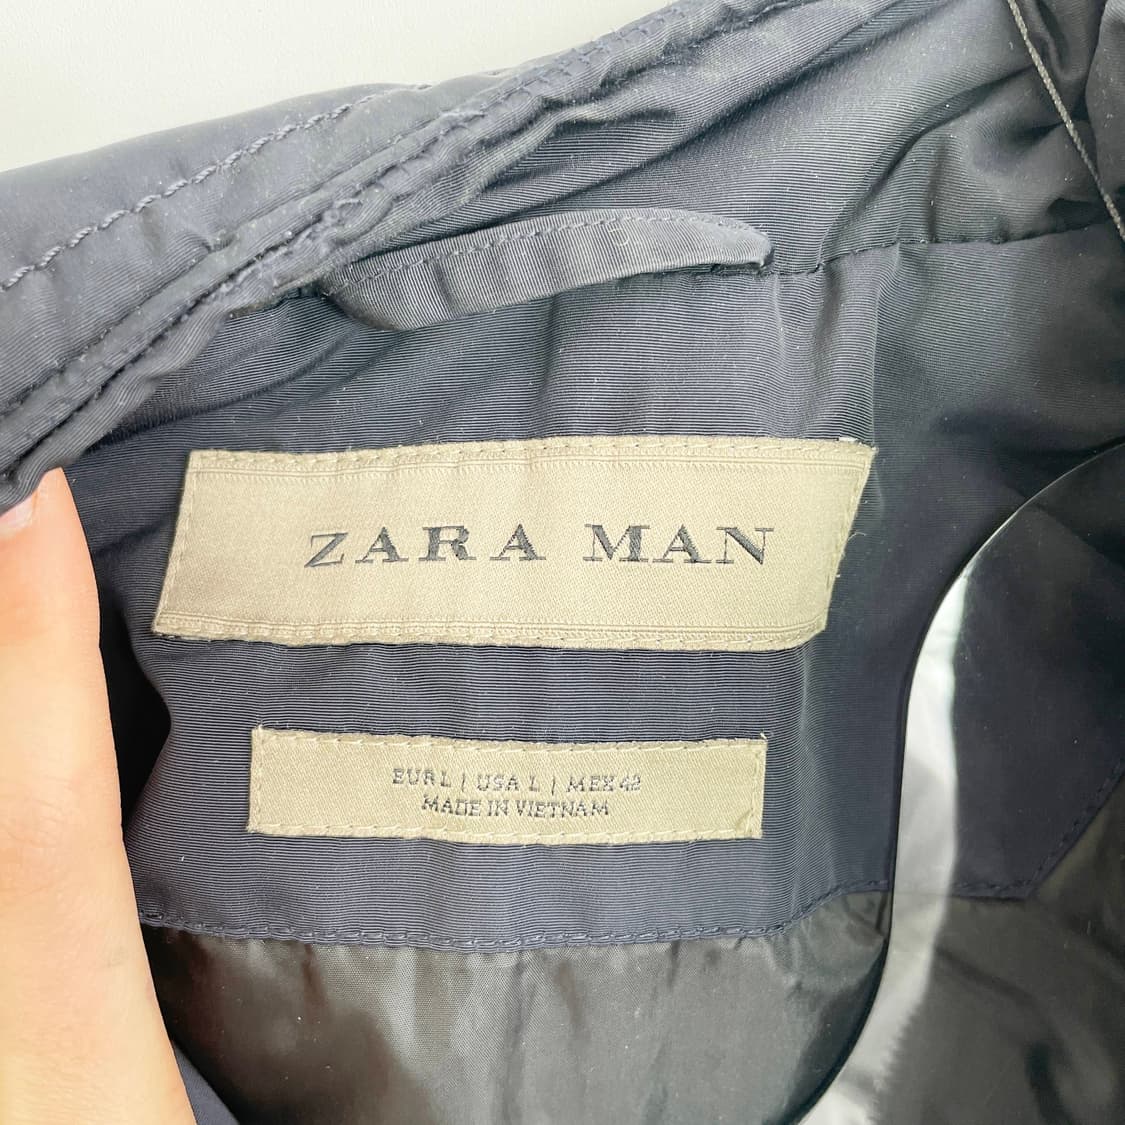 ZARA MAN
EUR L | USA L | MEX 42
MADE IN VIETNAM